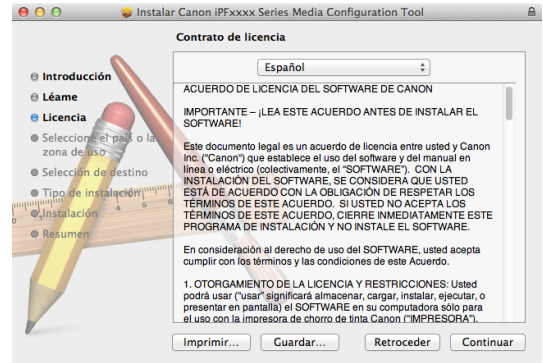 Instalar Canon iPFxxxx Series Media Configuration Tool
Contrato de licencia
Español
Introducción
Léame
Licencia
Seleccione el país o la
zona de uso
Selección de destino
Tipo de instalación
Instalación
Resumen
4 5 6
ACUERDO DE LICENCIA DEL SOFTWARE DE CANON
IMPORTANTE – ¡LEA ESTE ACUERDO ANTES DE INSTALAR EL
SOFTWARE!
Este documento legal es un acuerdo de licencia entre usted y Canon
Inc. ("Canon") que establece el uso del software y del manual en
línea o eléctrico (colectivamente, el "SOFTWARE"). CON LA
INSTALACIÓN DEL SOFTWARE, SE CONSIDERA QUE USTED
ESTÁ DE ACUERDO CON LA OBLIGACIÓN DE RESPETAR LOS
TÉRMINOS DE ESTE ACUERDO. SI USTED NO ACEPTA LOS
TÉRMINOS DE ESTE ACUERDO, CIERRE INMEDIATAMENTE ESTE
PROGRAMA DE INSTALACIÓN Y NO INSTALE EL SOFTWARE.
En consideración al derecho de uso del SOFTWARE, usted acepta
cumplir con los términos y las condiciones de este Acuerdo.
1. OTORGAMIENTO DE LA LICENCIA Y RESTRICCIONES: Usted
podrá usar ("usar" significará almacenar, cargar, instalar, ejecutar, o
presentar en pantalla) el SOFTWARE en su computadora sólo para
el uso con la impresora de chorro de tinta Canon ("IMPRESORA").
Imprimir... Guardar... Retroceder Continuar